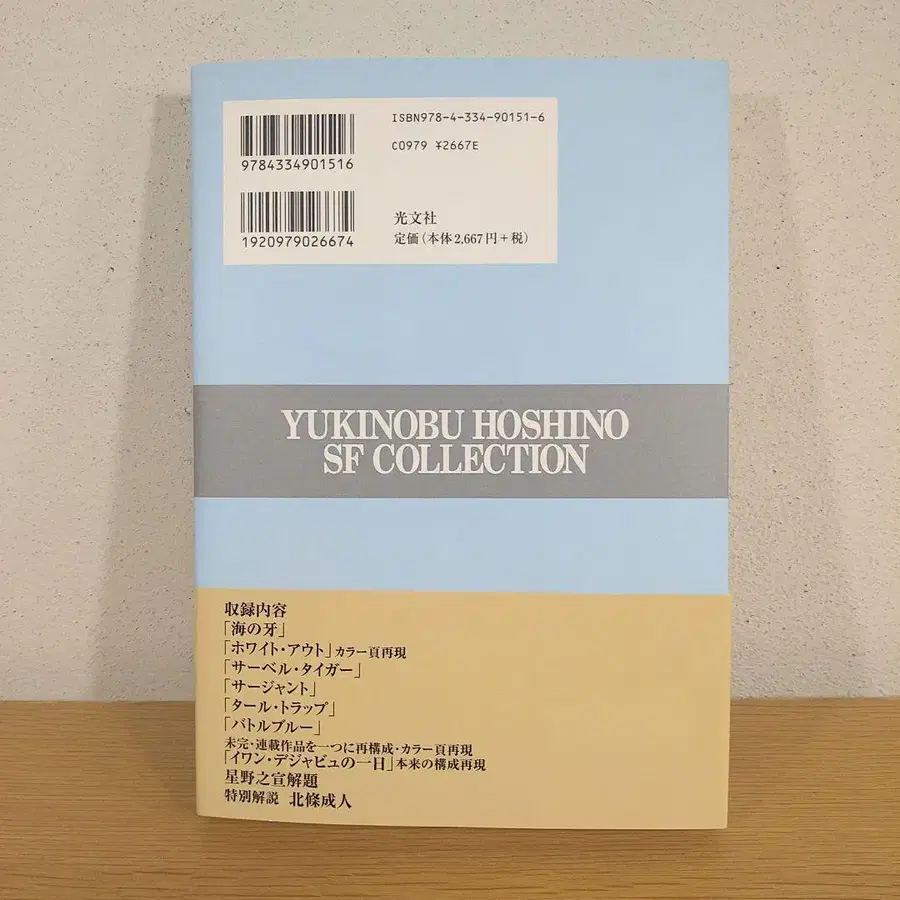 ISBN978-4-334-90151-6
C0979 ¥2667E
9784334901516
1920979026674
光文社
定価(本体2,667円+税)
YUKINOBU HOSHINO
SF COLLECTION
収録内容
「海の牙」
「ホワイト・アウト」カラー頁再現
「サーベル・タイガー」
「サージャント」
「タール・トラップ」
「バトルブルー」
未完・連載作品を一つに再構成・カラー頁再現
「イワン・デジャビュの一日」本来の構成再現
星野之宣解題
特別解説 北條成人